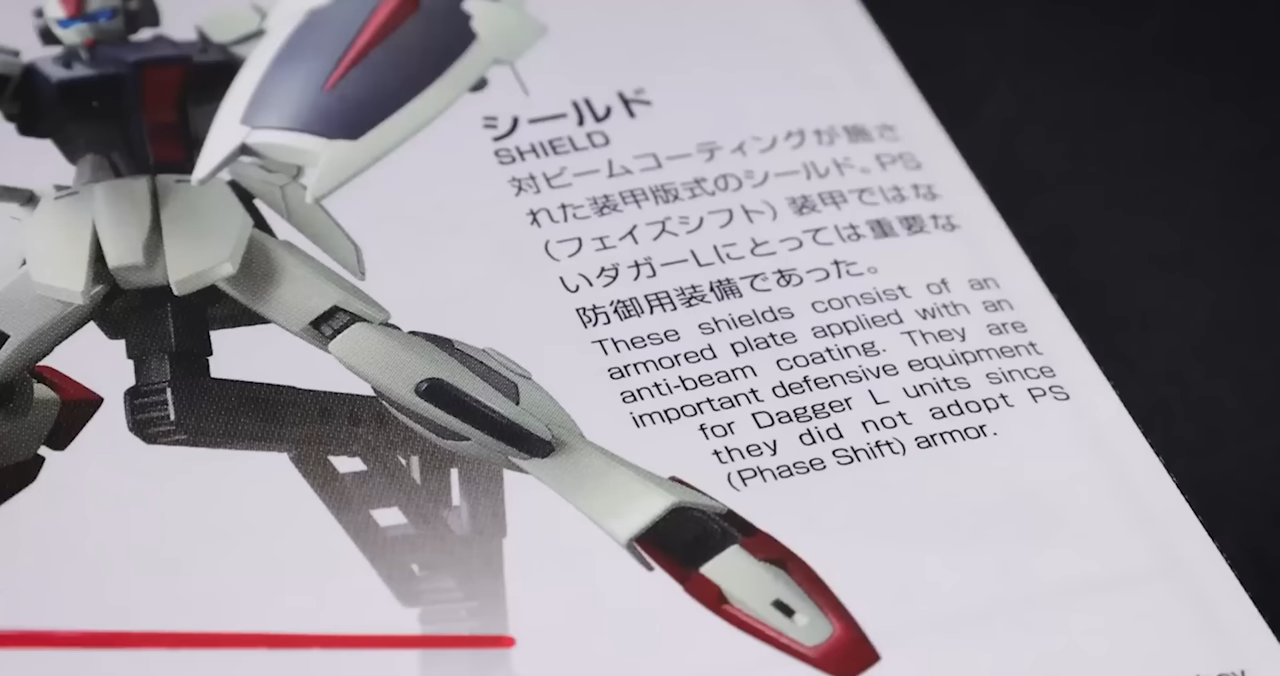 シールド
SHIELD
対ビームコーティングが施さ
れた装甲版式のシールド。PS
(フェイズシフト)装甲ではな
いダガーLにとっては重要な
防御用装備であった。
These shields consist of an
armored plate applied with an
anti-beam coating. They are
important defensive equipment
for Dagger L units since
they did not adopt PS
(Phase Shift) armor.